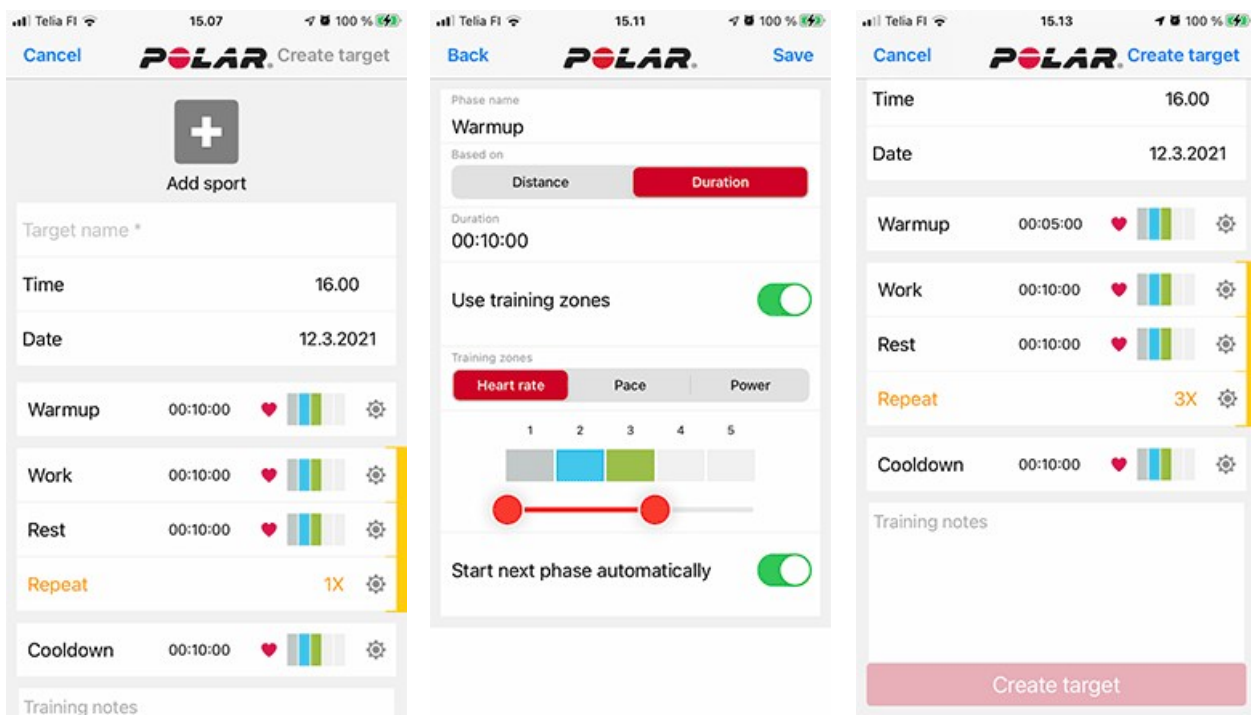 Telia FI 15.07 100 %
Cancel POLAR. Create target
Add sport
Target name *
Time 16.00
Date 12.3.2021
Warmup 00:10:00
Work 00:10:00
Rest 00:10:00
Repeat 1X
Cooldown 00:10:00
Training notes
Telia FI 15.11 100 %
Back POLAR. Save
Phase name
Warmup
Based on
Distance Duration
Duration
00:10:00
Use training zones
Training zones
Heart rate Pace Power
1 2 3 4 5
Start next phase automatically
Telia FI 15.13 100 %
Cancel POLAR. Create target
Time 16.00
Date 12.3.2021
Warmup 00:05:00
Work 00:10:00
Rest 00:10:00
Repeat 3X
Cooldown 00:10:00
Training notes
Create target